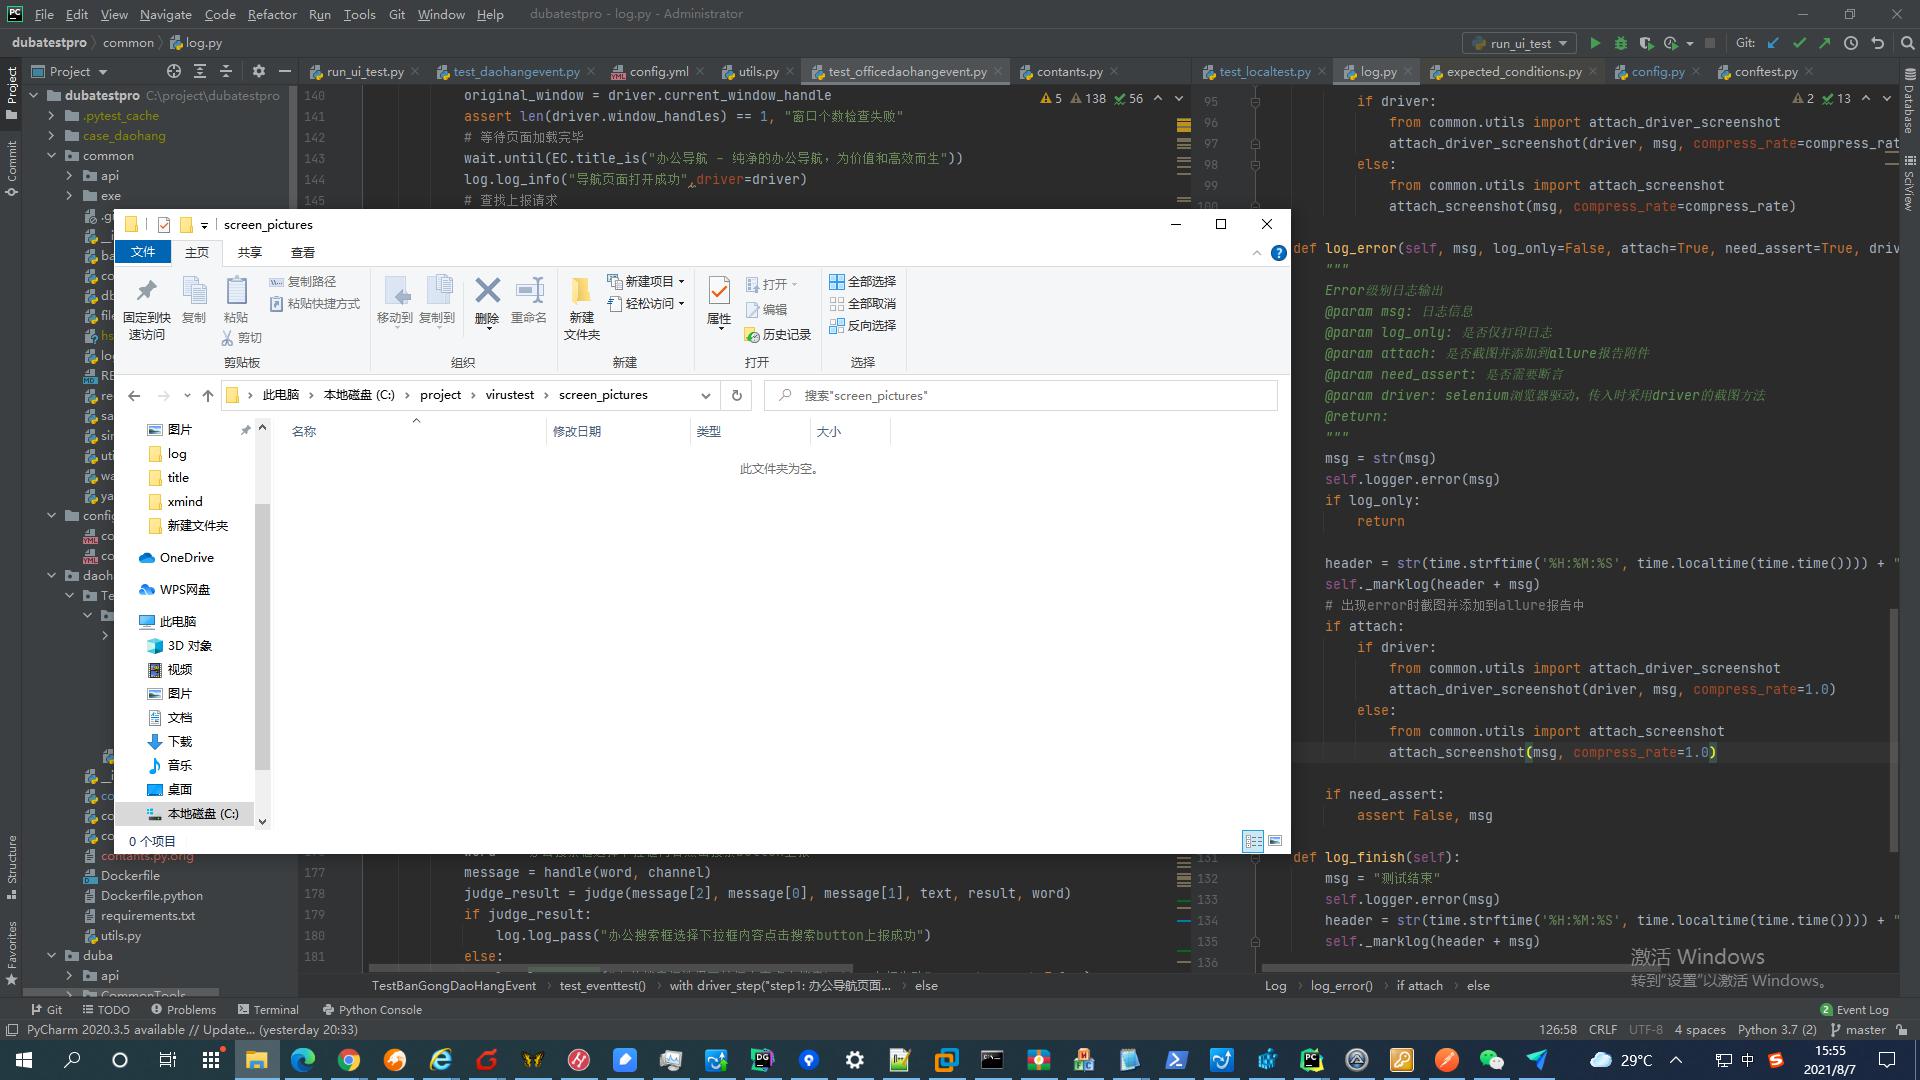 File Edit View Navigate Code Refactor Run Tools Git Window Help dubatestpro - log.py - Administrator
dubatestpro common log.py
run_ui_test Git:
Project
run_ui_test.py test_daohangevent.py config.yml utils.py test_officedaohangevent.py contants.py
test_localtest.py log.py expected_conditions.py config.py conftest.py
Project
Commit
Structure
Favorites
Database
SciView
dubatestpro C:\project\dubatestpro
.pytest_cache
case_daohang
common
api
exe
140 original_window = driver.current_window_handle
141 assert len(driver.window_handles) == 1, "窗口个数检查失败"
142 # 等待页面加载完毕
143 wait.until(EC.title_is("办公导航 - 纯净的办公导航，为价值和高效而生"))
144 log.log_info("导航页面打开成功",driver=driver)
145 # 查找上报请求
5 138 56
2 13
95 if driver:
96 from common.utils import attach_driver_screenshot
97 attach_driver_screenshot(driver, msg, compress_rate=compress_rat
98 else:
99 from common.utils import attach_screenshot
100 attach_screenshot(msg, compress_rate=compress_rate)
def log_error(self, msg, log_only=False, attach=True, need_assert=True, driv
"""
Error级别日志输出
@param msg: 日志信息
@param log_only: 是否仅打印日志
@param attach: 是否截图并添加到allure报告附件
@param need_assert: 是否需要断言
@param driver: selenium浏览器驱动，传入时采用driver的截图方法
@return:
"""
msg = str(msg)
self.logger.error(msg)
if log_only:
return
header = str(time.strftime('%H:%M:%S', time.localtime(time.time()))) + "
self._marklog(header + msg)
# 出现error时截图并添加到allure报告中
if attach:
if driver:
from common.utils import attach_driver_screenshot
attach_driver_screenshot(driver, msg, compress_rate=1.0)
else:
from common.utils import attach_screenshot
attach_screenshot(msg, compress_rate=1.0)
if need_assert:
assert False, msg
131 def log_finish(self):
132 msg = "测试结束"
133 self.logger.error(msg)
134 header = str(time.strftime('%H:%M:%S', time.localtime(time.time()))) + "
135 self._marklog(header + msg)
136
screen_pictures
文件 主页 共享 查看
固定到快速访问
复制
粘贴
复制路径
粘贴快捷方式
剪切
剪贴板
移动到 复制到 删除 重命名
组织
新建文件夹
新建项目
轻松访问
新建
属性
打开
编辑
历史记录
打开
全部选择
全部取消
反向选择
选择
此电脑 本地磁盘 (C:) project virustest screen_pictures
搜索"screen_pictures"
名称 修改日期 类型 大小
此文件夹为空。
图片
log
title
xmind
新建文件夹
OneDrive
WPS网盘
此电脑
3D 对象
视频
图片
文档
下载
音乐
桌面
本地磁盘 (C:)
0 个项目
contants.py.orig
Dockerfile
Dockerfile.python
requirements.txt
utils.py
duba
api
CommonTools
177 message = handle(word, channel)
178 judge_result = judge(message[2], message[0], message[1], text, result, word)
179 if judge_result:
180 log.log_pass("办公搜索框选择下拉框内容点击搜索button上报成功")
181 else:
TestBanGongDaoHangEvent test_eventtest() with driver_step("step1: 办公导航页面... else
Log log_error() if attach else
激活 Windows
转到"设置"以激活 Windows。
Git TODO Problems Terminal Python Console
2 Event Log
PyCharm 2020.3.5 available // Update... (yesterday 20:33)
126:58 CRLF UTF-8 4 spaces Python 3.7 (2) master
29°C 中
15:55
2021/8/7